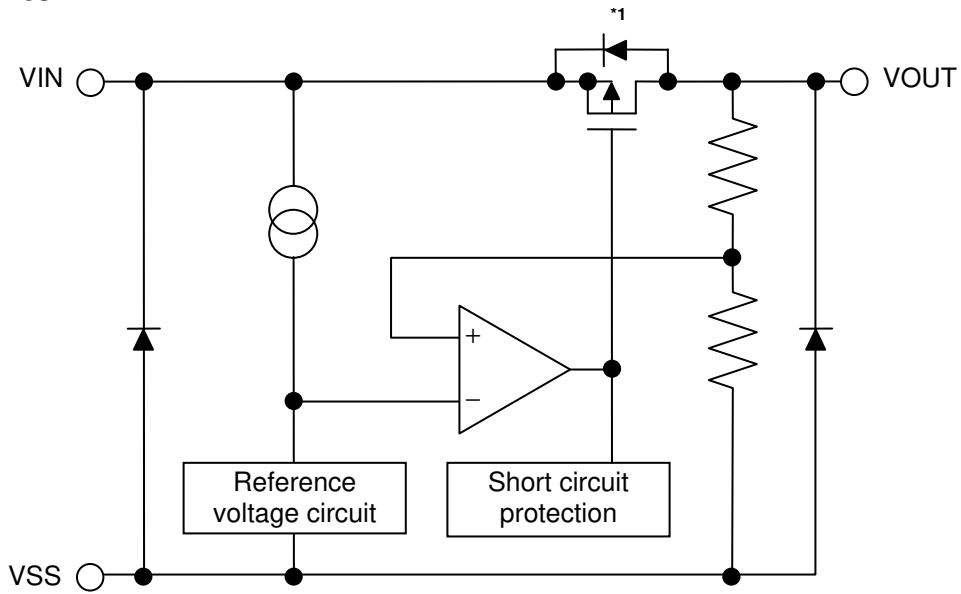 *1
VIN
VOUT
+
−
Reference
voltage circuit
Short circuit
protection
VSS